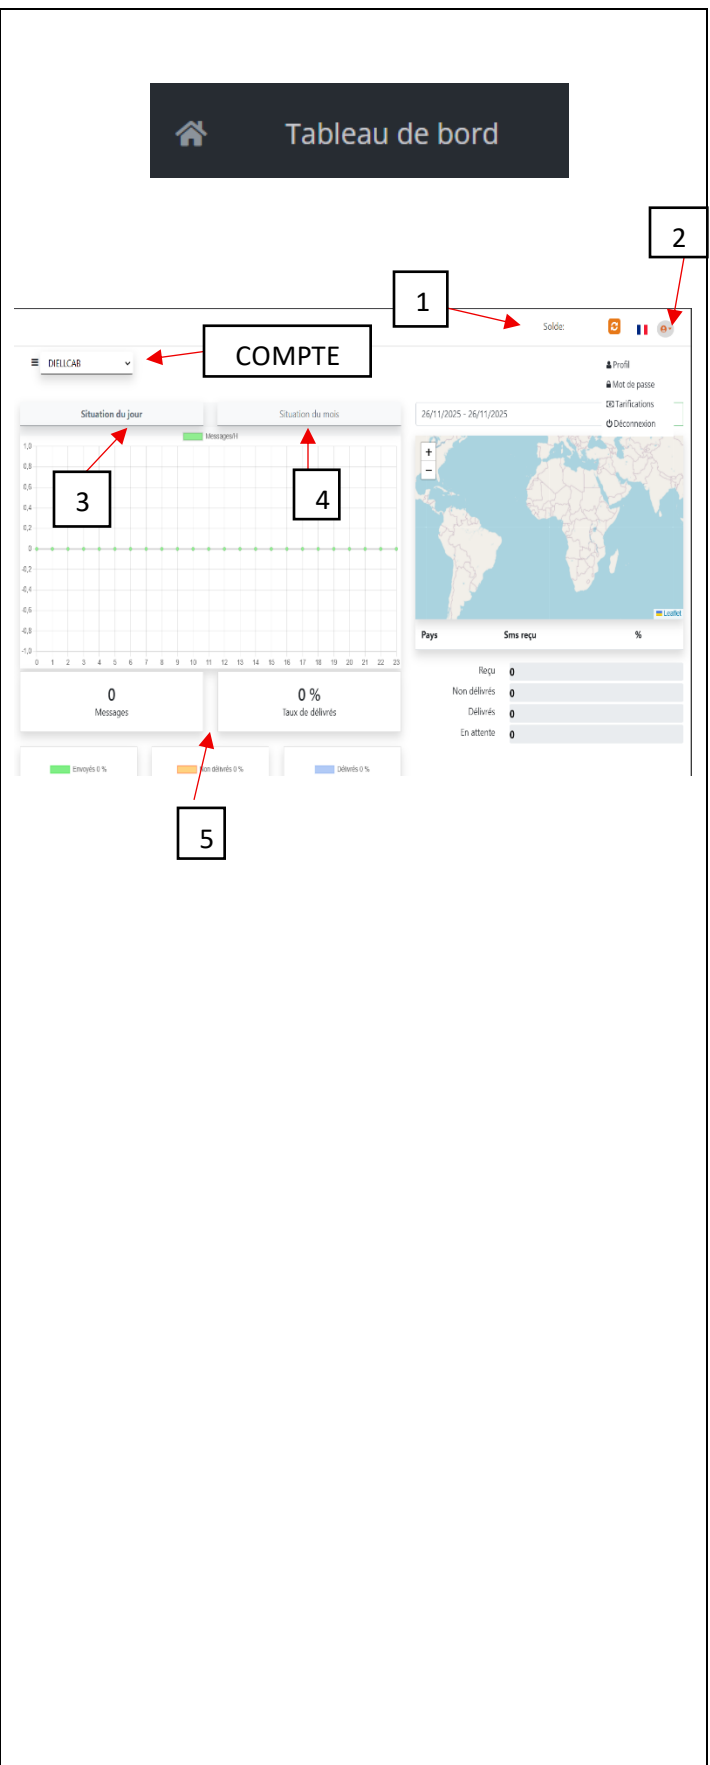 Tableau de bord
2
1
Solde:
COMPTE
DIELLCAB
Profil
Mot de passe
Tarifications
Déconnexion
Situation du jour
Situation du mois
26/11/2025 - 26/11/2025
Messages/H
+
−
3
4
1,0
0,8
0,6
0,4
0,2
0
-0,2
-0,4
-0,6
-0,8
-1,0
0 1 2 3 4 5 6 7 8 9 10 11 12 13 14 15 16 17 18 19 20 21 22 23
Leaflet
Pays Sms reçu %
Reçu 0
Non délivrés 0
Délivrés 0
En attente 0
0
Messages
0 %
Taux de délivrés
Envoyés 0 %
Non délivrés 0 %
Délivrés 0 %
5